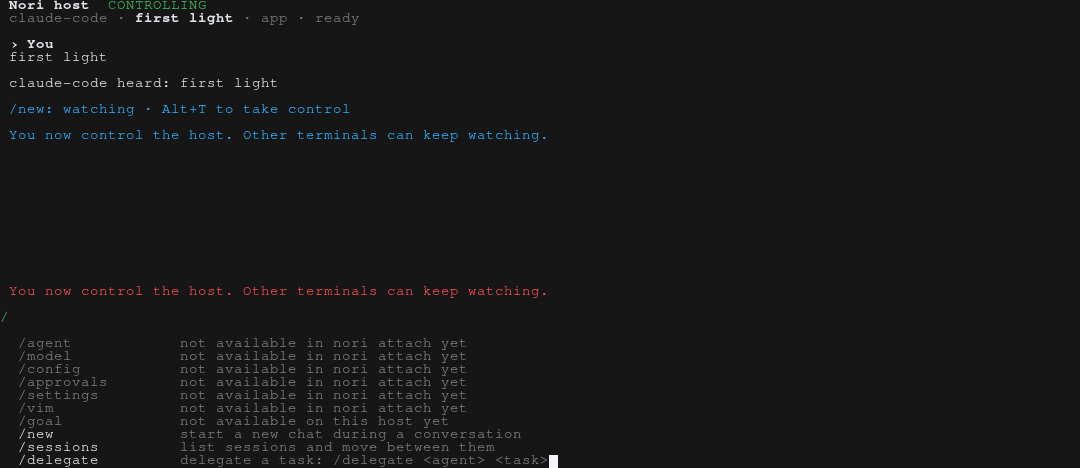 Nori host  CONTROLLING
claude-code · first light · app · ready
› You
first light
claude-code heard: first light
/new: watching · Alt+T to take control
You now control the host. Other terminals can keep watching.
You now control the host. Other terminals can keep watching.
/
/agent            not available in nori attach yet
/model            not available in nori attach yet
/config           not available in nori attach yet
/approvals        not available in nori attach yet
/settings         not available in nori attach yet
/vim              not available in nori attach yet
/goal             not available on this host yet
/new              start a new chat during a conversation
/sessions         list sessions and move between them
/delegate         delegate a task: /delegate <agent> <task>